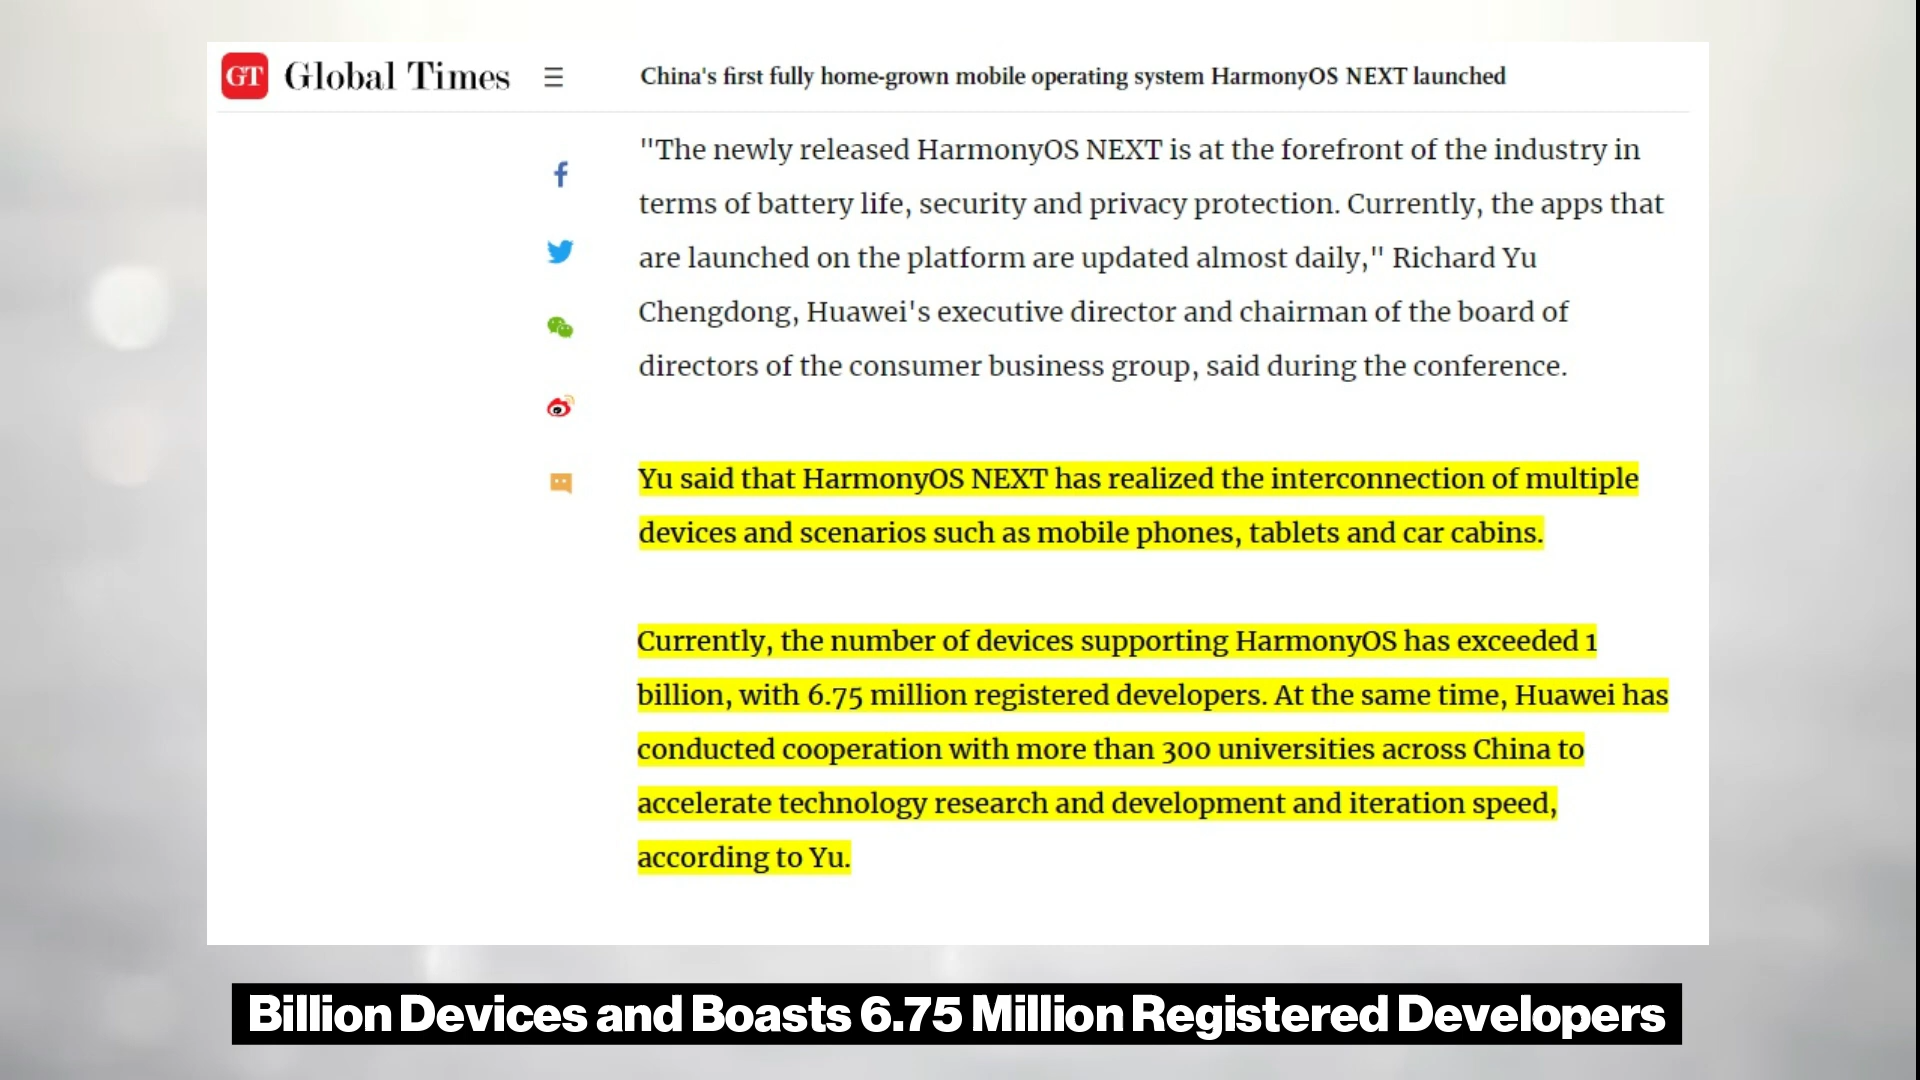 GT Global Times
China's first fully home-grown mobile operating system HarmonyOS NEXT launched
"The newly released HarmonyOS NEXT is at the forefront of the industry in
terms of battery life, security and privacy protection. Currently, the apps that
are launched on the platform are updated almost daily," Richard Yu
Chengdong, Huawei's executive director and chairman of the board of
directors of the consumer business group, said during the conference.
Yu said that HarmonyOS NEXT has realized the interconnection of multiple
devices and scenarios such as mobile phones, tablets and car cabins.
Currently, the number of devices supporting HarmonyOS has exceeded 1
billion, with 6.75 million registered developers. At the same time, Huawei has
conducted cooperation with more than 300 universities across China to
accelerate technology research and development and iteration speed,
according to Yu.
Billion Devices and Boasts 6.75 Million Registered Developers